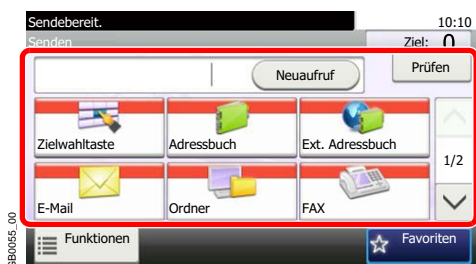 Sendebereit. 10:10
Senden Ziel: 0
Neuaufruf Prüfen
Zielwahltaste Adressbuch Ext. Adressbuch
1/2
E-Mail Ordner FAX
Funktionen Favoriten
GB0055_00